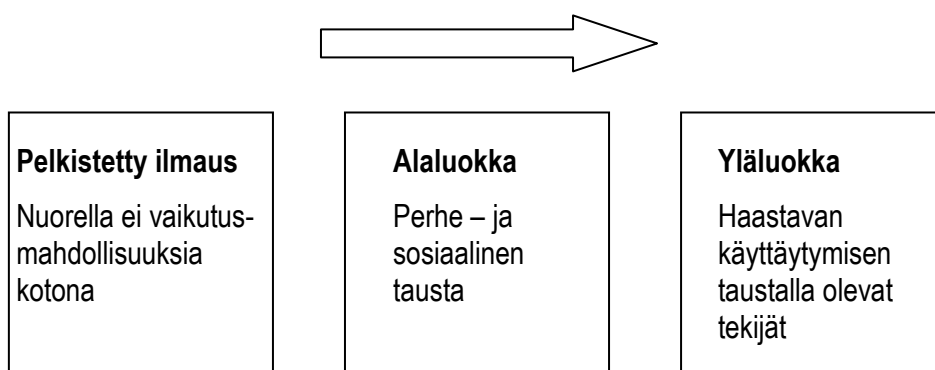 Pelkistetty ilmaus
Nuorella ei vaikutus-
mahdollisuuksia
kotona
Alaluokka
Perhe – ja
sosiaalinen
tausta
Yläluokka
Haastavan
käyttäytymisen
taustalla olevat
tekijät